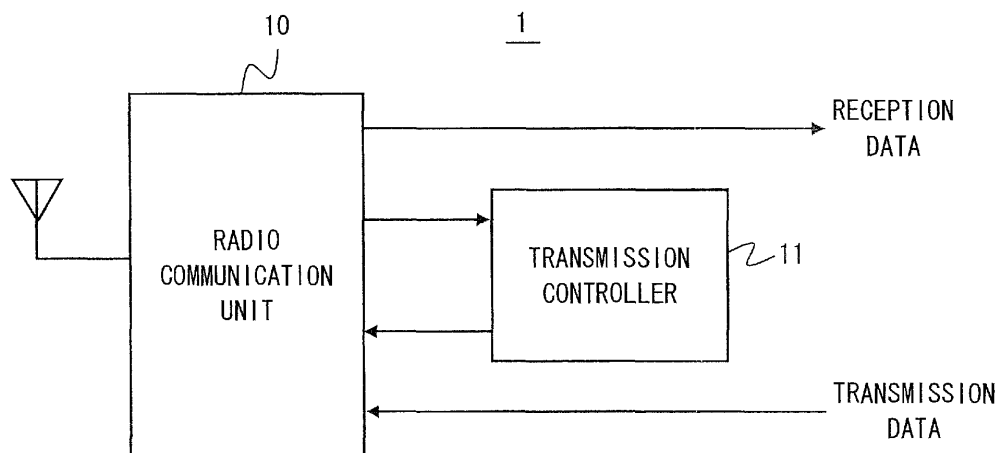 1
10
RECEPTION
DATA
RADIO
COMMUNICATION
UNIT
TRANSMISSION
CONTROLLER
11
TRANSMISSION
DATA